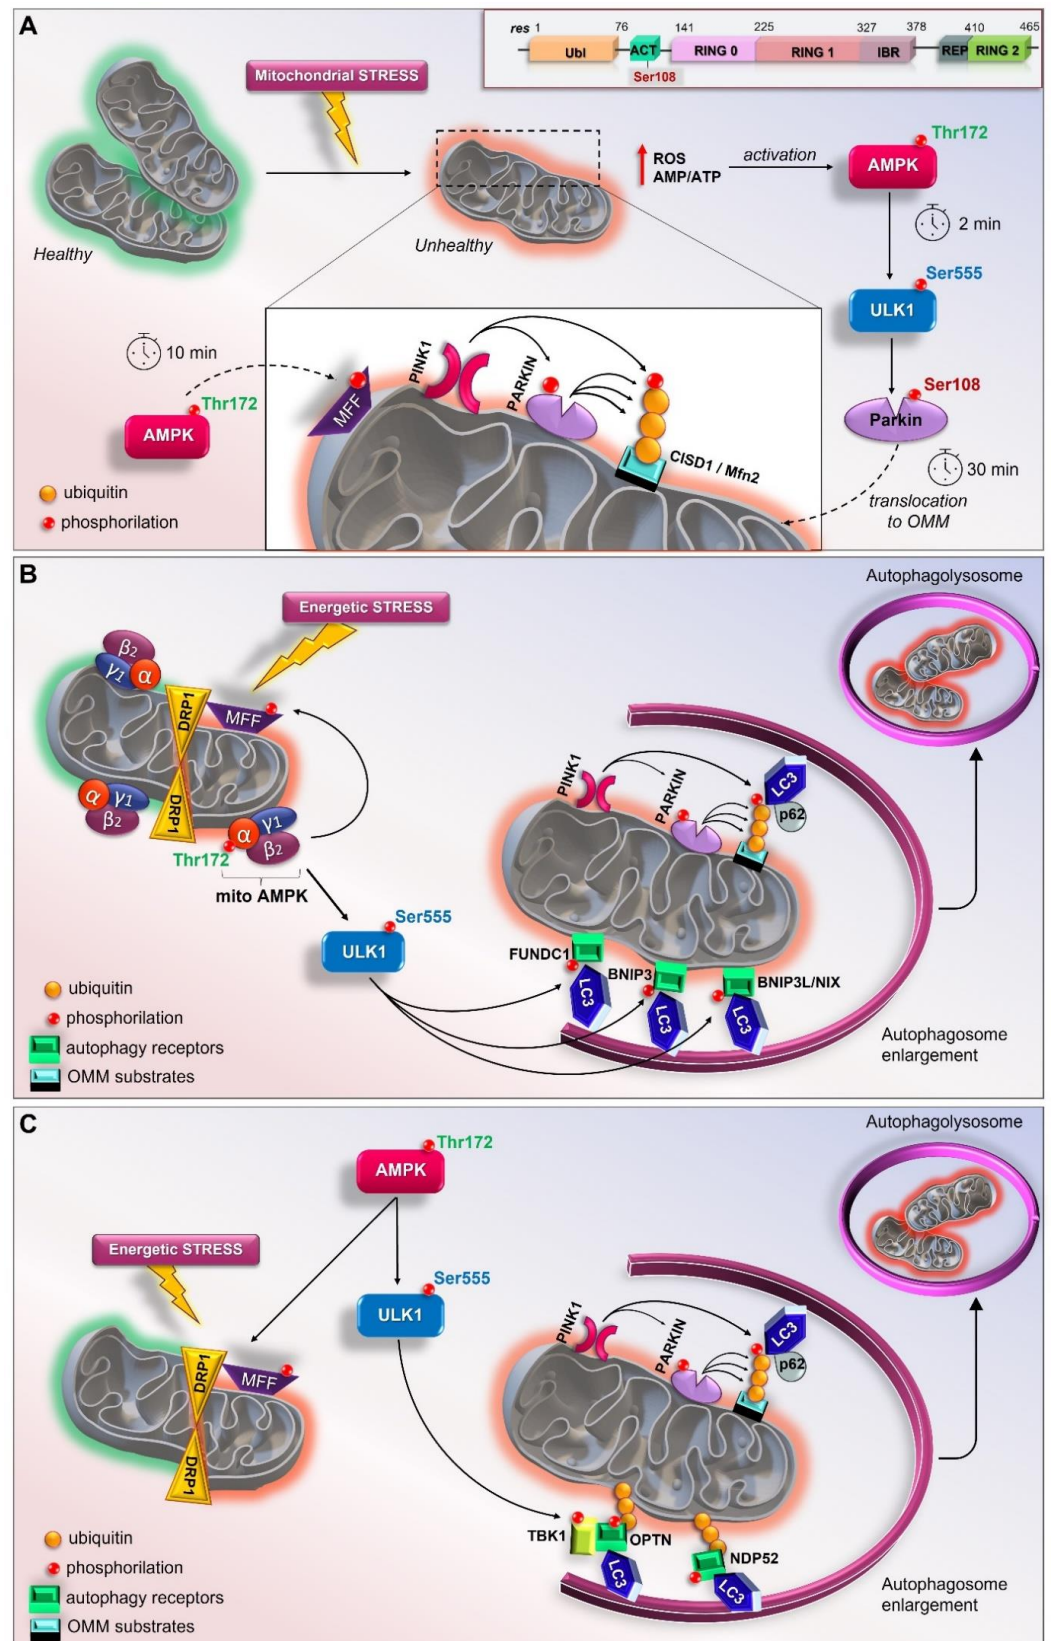 A
res 1 76 141 225 327 378 410 465
Ubl ACT RING 0 RING 1 IBR REP RING 2
Ser108
Mitochondrial STRESS
Healthy
Unhealthy
ROS
AMP/ATP
activation
Thr172
AMPK
2 min
Ser555
ULK1
Ser108
Parkin
30 min
translocation
to OMM
10 min
Thr172
AMPK
MFF
PINK1
PARKIN
CISD1 / Mfn2
ubiquitin
phosphorilation
B
Energetic STRESS
β2
γ1
α
DRP1
MFF
α
γ1
β2
DRP1
α
γ1
β2
Thr172
mito AMPK
Ser555
ULK1
PINK1
PARKIN
LC3
p62
FUNDC1
LC3
BNIP3
LC3
BNIP3L/NIX
LC3
Autophagolysosome
Autophagosome
enlargement
ubiquitin
phosphorilation
autophagy receptors
OMM substrates
C
Thr172
AMPK
Energetic STRESS
Ser555
ULK1
DRP1
MFF
DRP1
PINK1
PARKIN
LC3
p62
TBK1
OPTN
LC3
NDP52
LC3
Autophagolysosome
Autophagosome
enlargement
ubiquitin
phosphorilation
autophagy receptors
OMM substrates